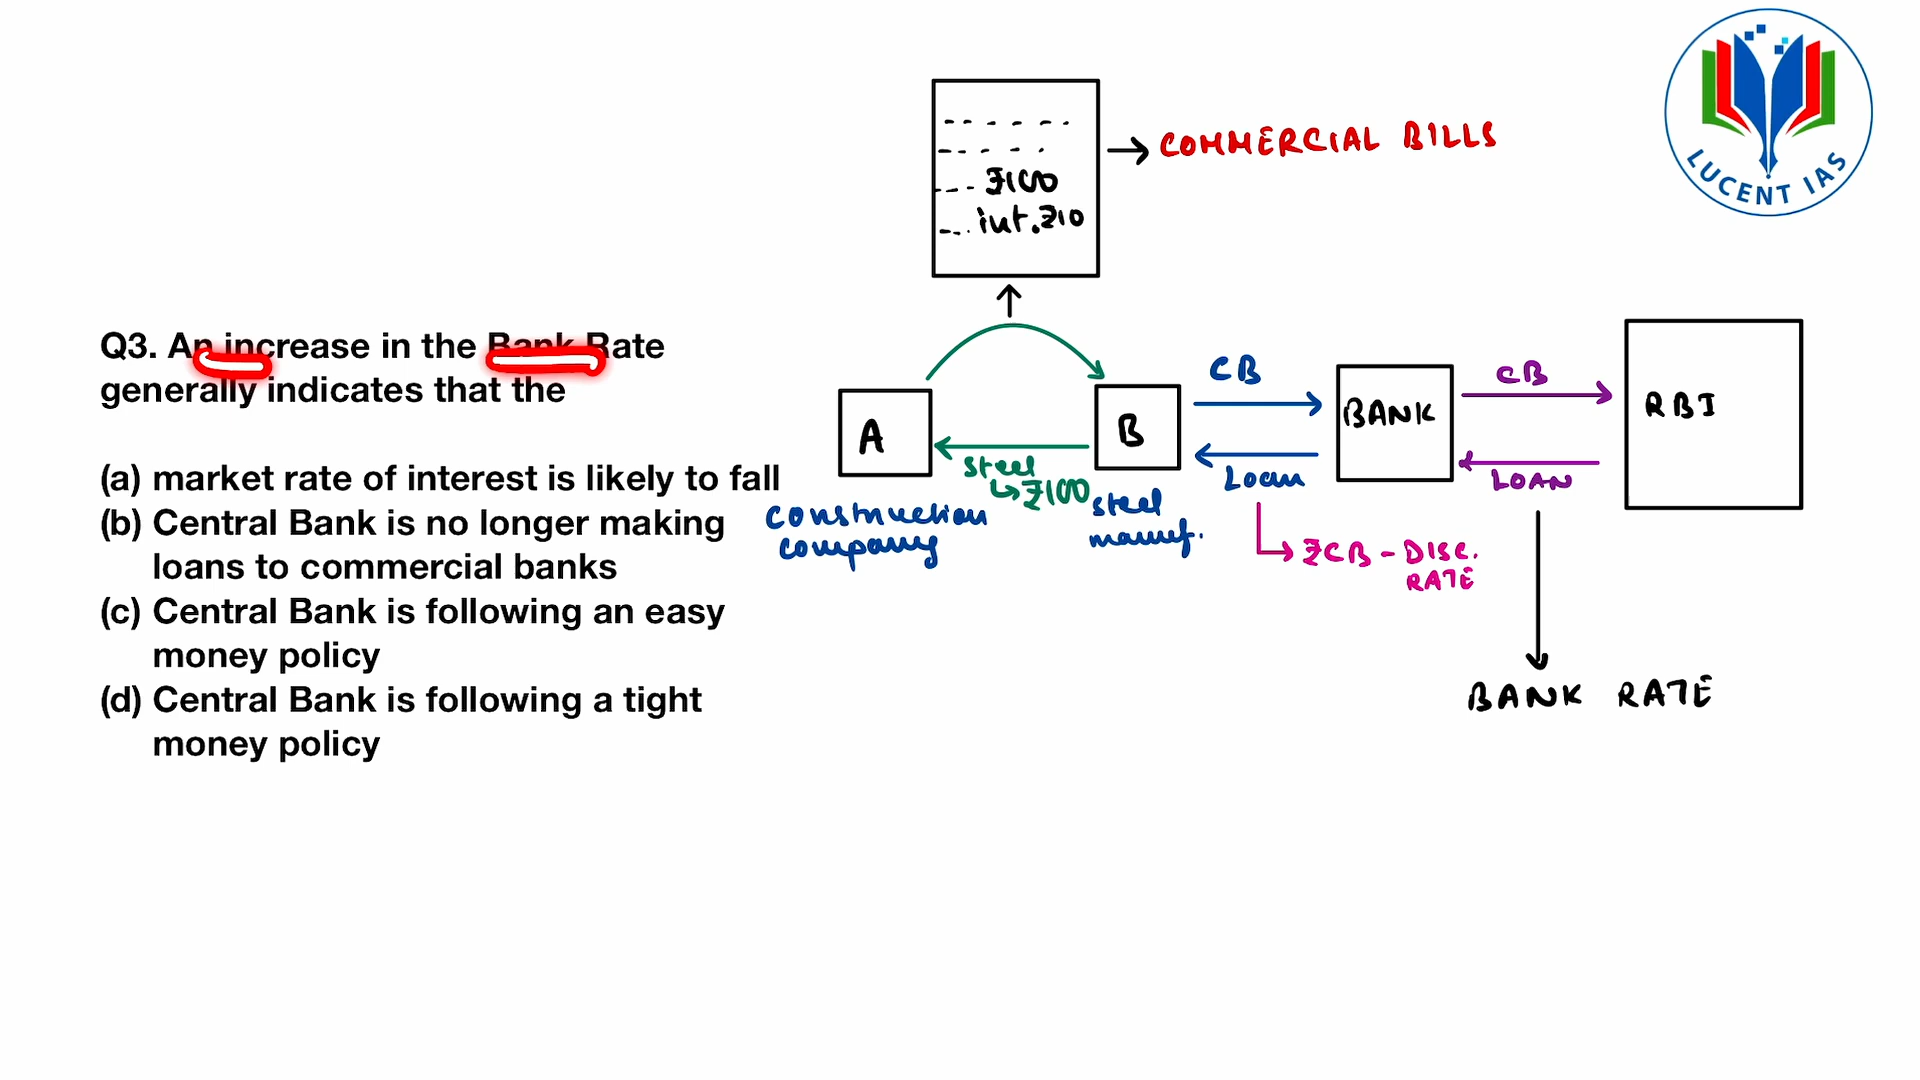 LUCENT IAS
COMMERCIAL BILLS
₹100
int. ₹10
Q3. An increase in the Bank Rate
generally indicates that the
(a) market rate of interest is likely to fall
(b) Central Bank is no longer making
loans to commercial banks
(c) Central Bank is following an easy
money policy
(d) Central Bank is following a tight
money policy
A
B
CB
BANK
CB
RBI
steel
₹100
Loan
LOAN
construction
company
steel
manuf.
₹CB - DISC.
RATE
BANK RATE